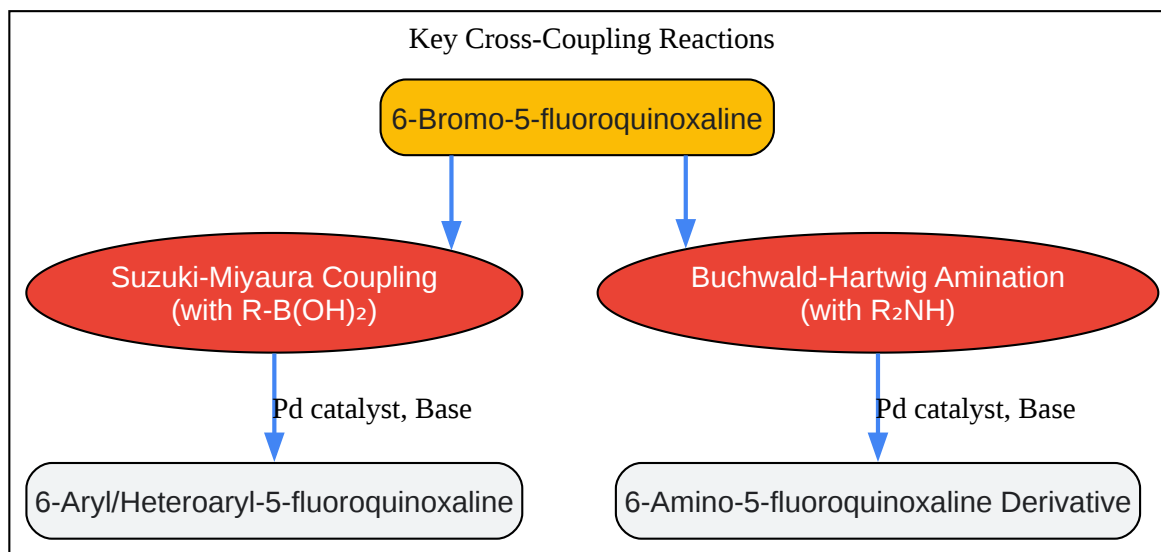 Key Cross-Coupling Reactions
6-Bromo-5-fluoroquinoxaline
Suzuki-Miyaura Coupling
(with R-B(OH)₂)
Buchwald-Hartwig Amination
(with R₂NH)
Pd catalyst, Base
Pd catalyst, Base
6-Aryl/Heteroaryl-5-fluoroquinoxaline
6-Amino-5-fluoroquinoxaline Derivative